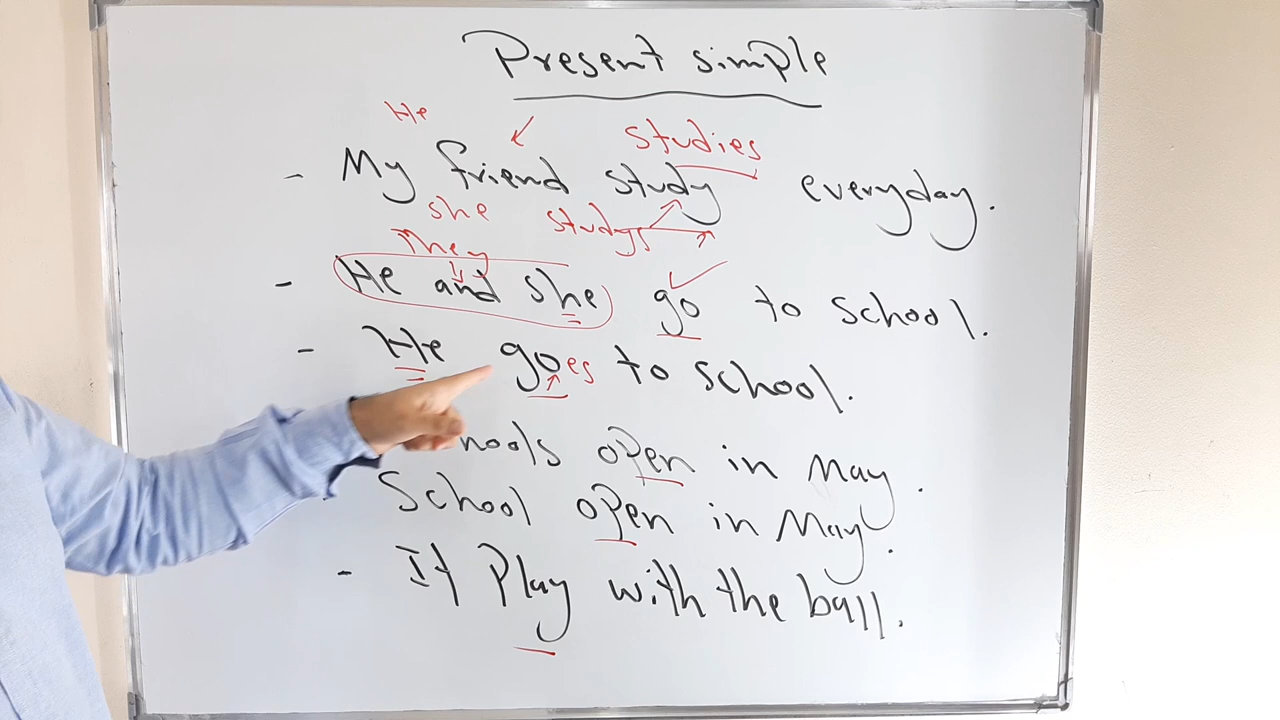 Present simple
He
studies
- My friend study everyday.
she studys
They
- He and she go to school.
- He goes to school.
hools open in May.
School open in May.
- It Play with the ball.